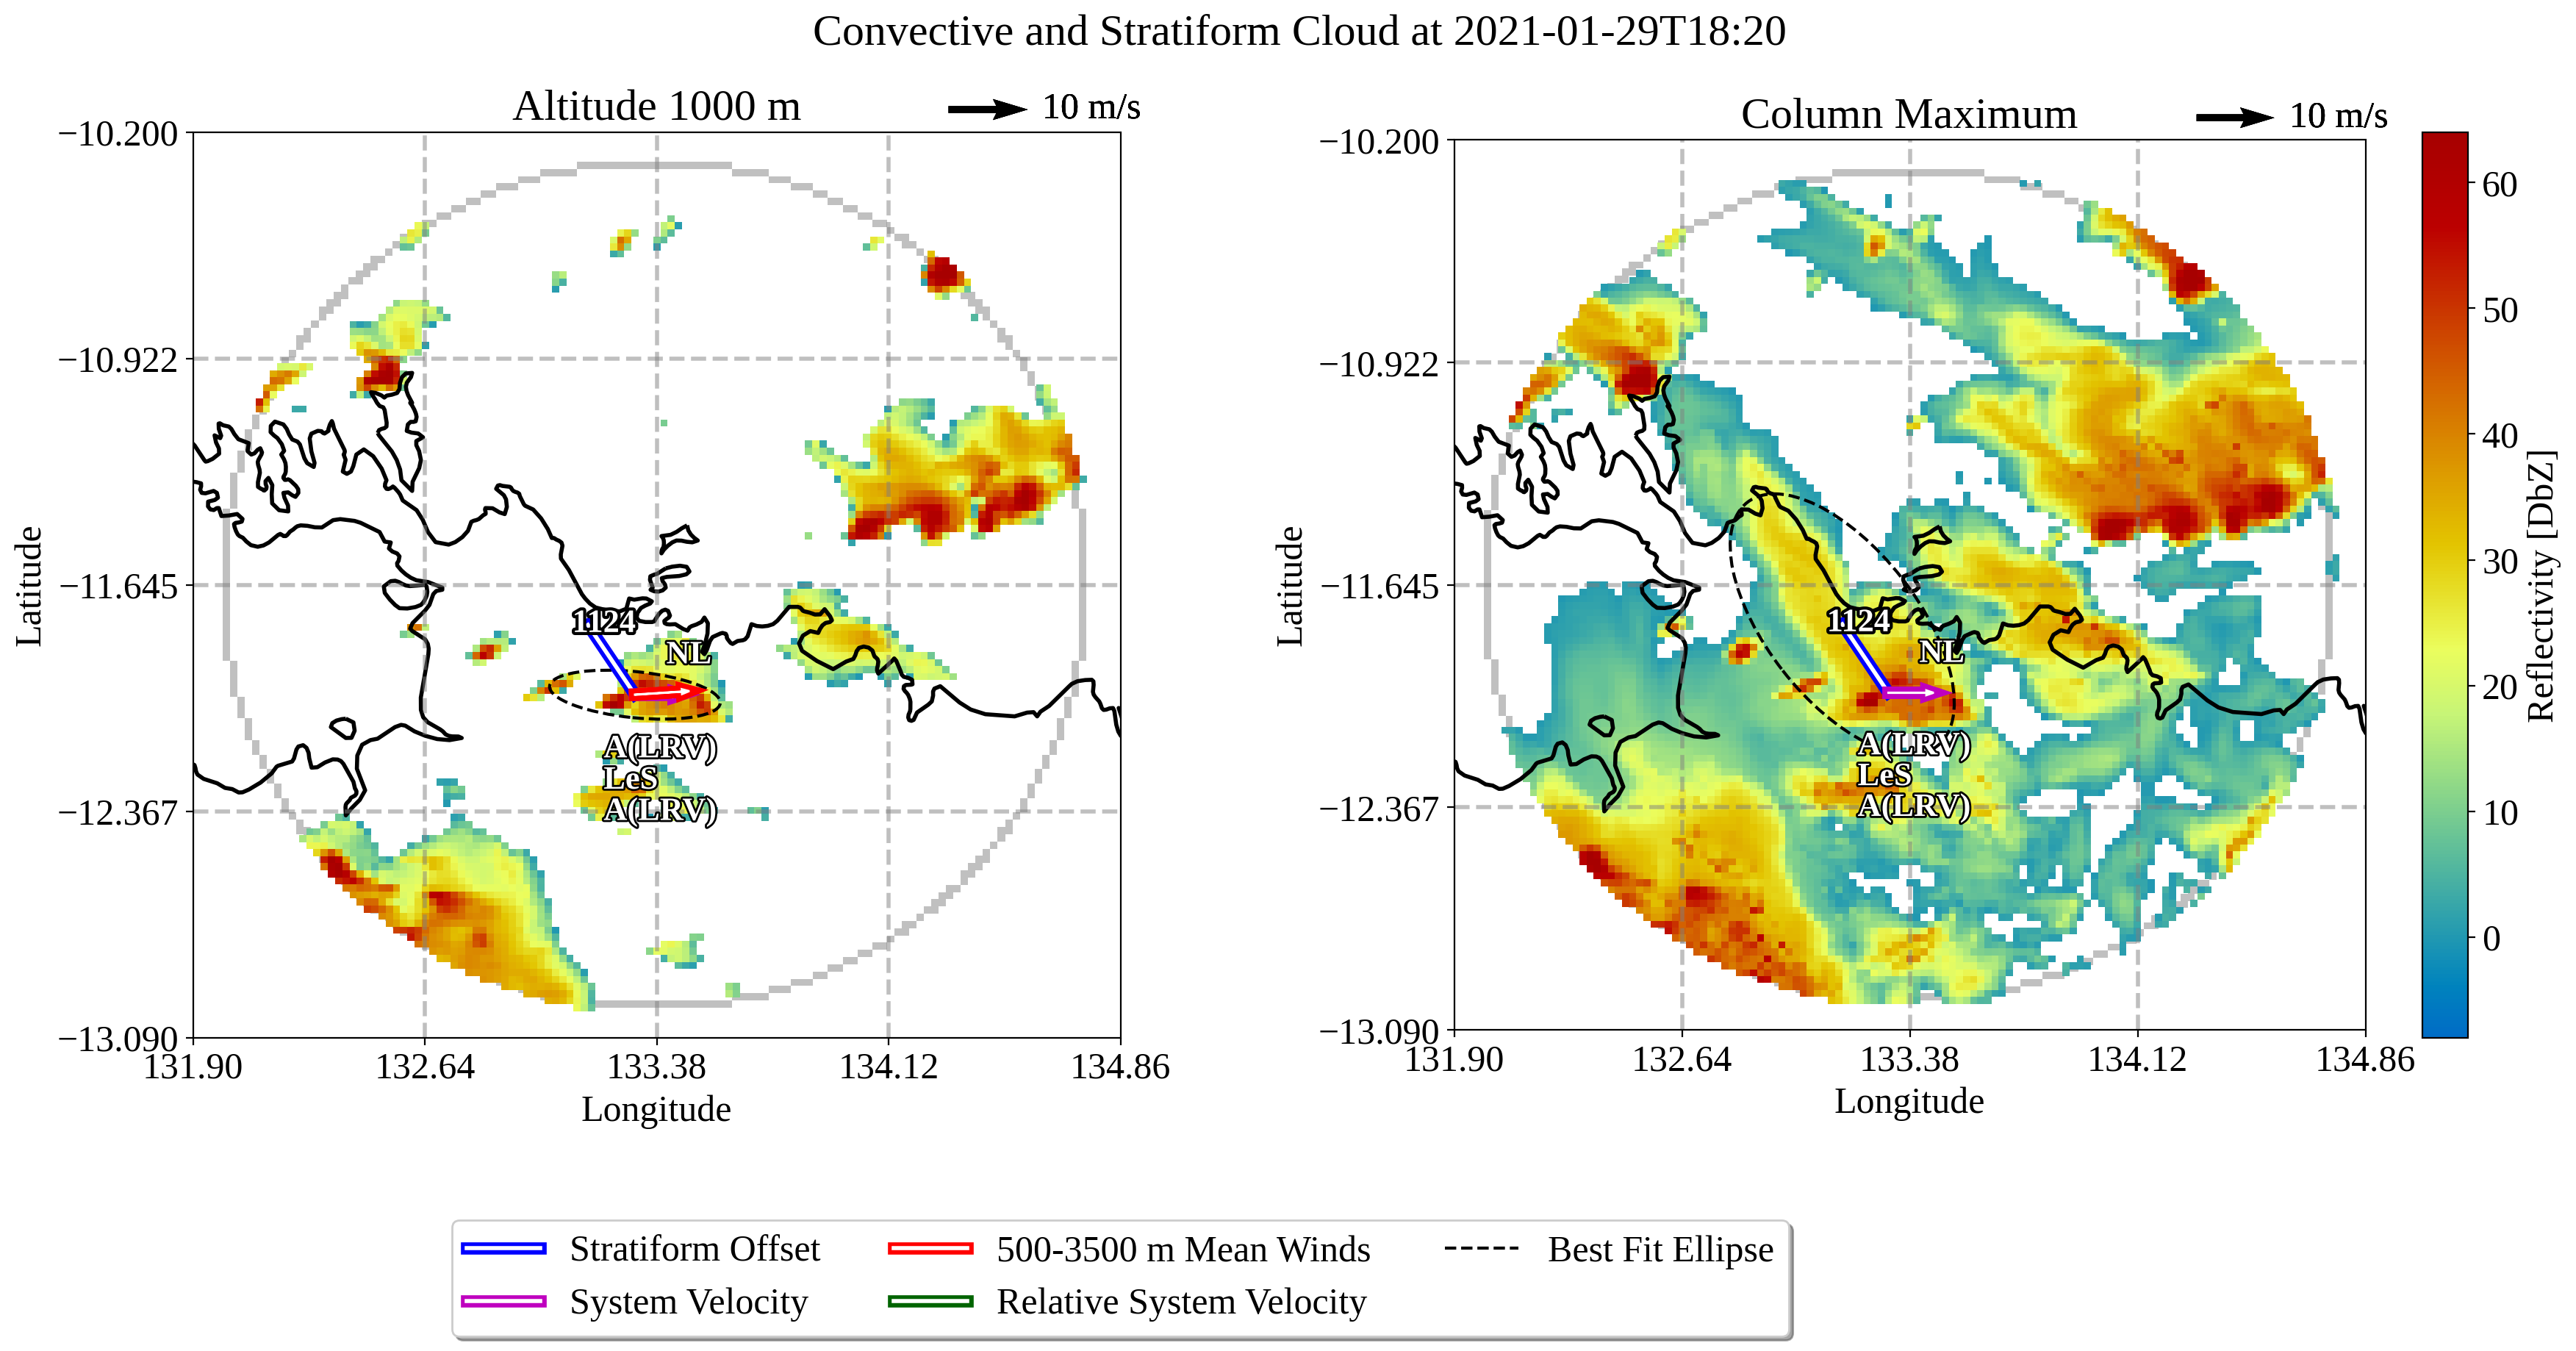 Convective and Stratiform Cloud at 2021-01-29T18:20
Altitude 1000 m
10 m/s
−10.200
−10.922
−11.645
−12.367
−13.090
Latitude
131.90
132.64
133.38
134.12
134.86
Longitude
1124
NL
A(LRV)
LeS
A(LRV)
Column Maximum
10 m/s
−10.200
−10.922
−11.645
−12.367
−13.090
Latitude
131.90
132.64
133.38
134.12
134.86
Longitude
1124
NL
A(LRV)
LeS
A(LRV)
60
50
40
30
20
10
0
Reflectivity [DbZ]
Stratiform Offset
System Velocity
500-3500 m Mean Winds
Relative System Velocity
Best Fit Ellipse